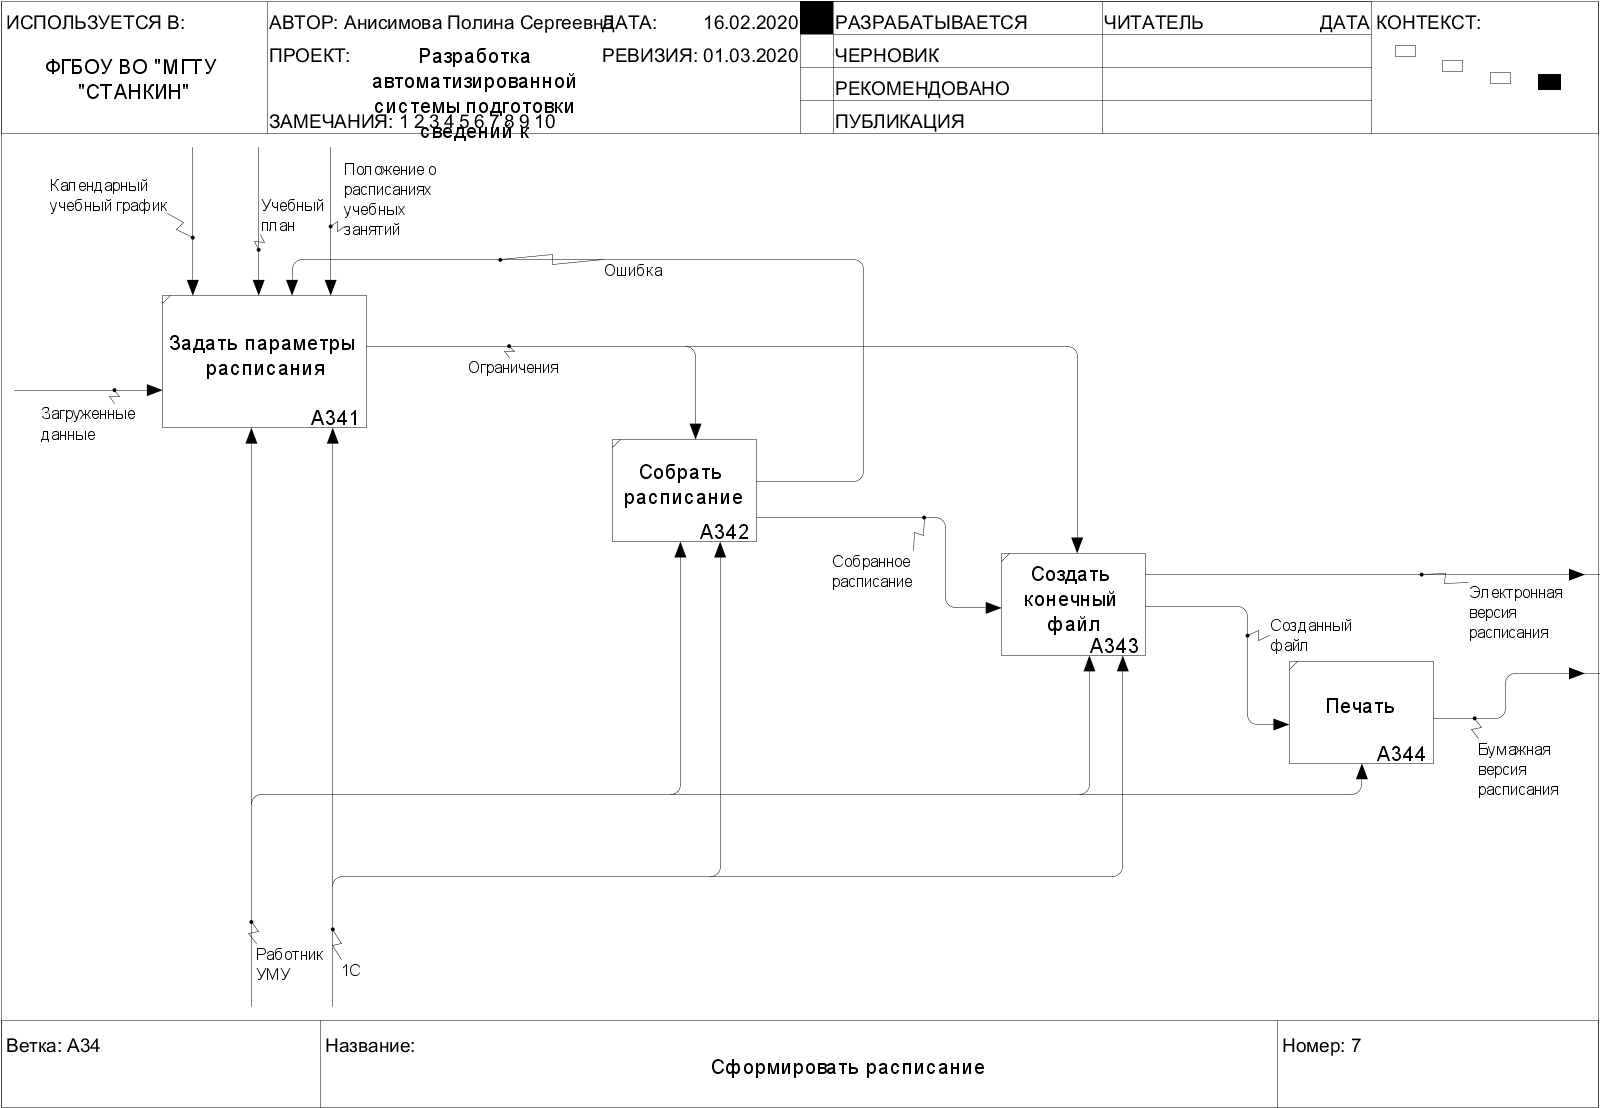 ИСПОЛЬЗУЕТСЯ В:
ФГБОУ ВО "МГТУ
"СТАНКИН"
АВТОР: Анисимова Полина Сергеевна
ДАТА: 16.02.2020
ПРОЕКТ:
Разработка
автоматизированной
системы подготовки
сведений к
РЕВИЗИЯ: 01.03.2020
ЗАМЕЧАНИЯ: 1 2 3 4 5 6 7 8 9 10
РАЗРАБАТЫВАЕТСЯ
ЧЕРНОВИК
РЕКОМЕНДОВАНО
ПУБЛИКАЦИЯ
ЧИТАТЕЛЬ
ДАТА
КОНТЕКСТ:
Календарный
учебный график
Учебный
план
Положение о
расписаниях
учебных
занятий
Ошибка
Задать параметры
расписания
A341
Ограничения
Загруженные
данные
Собрать
расписание
A342
Собранное
расписание
Создать
конечный
файл
A343
Электронная
версия
расписания
Созданный
файл
Печать
A344
Бумажная
версия
расписания
Работник
УМУ
1С
Ветка: A34
Название:
Сформировать расписание
Номер: 7